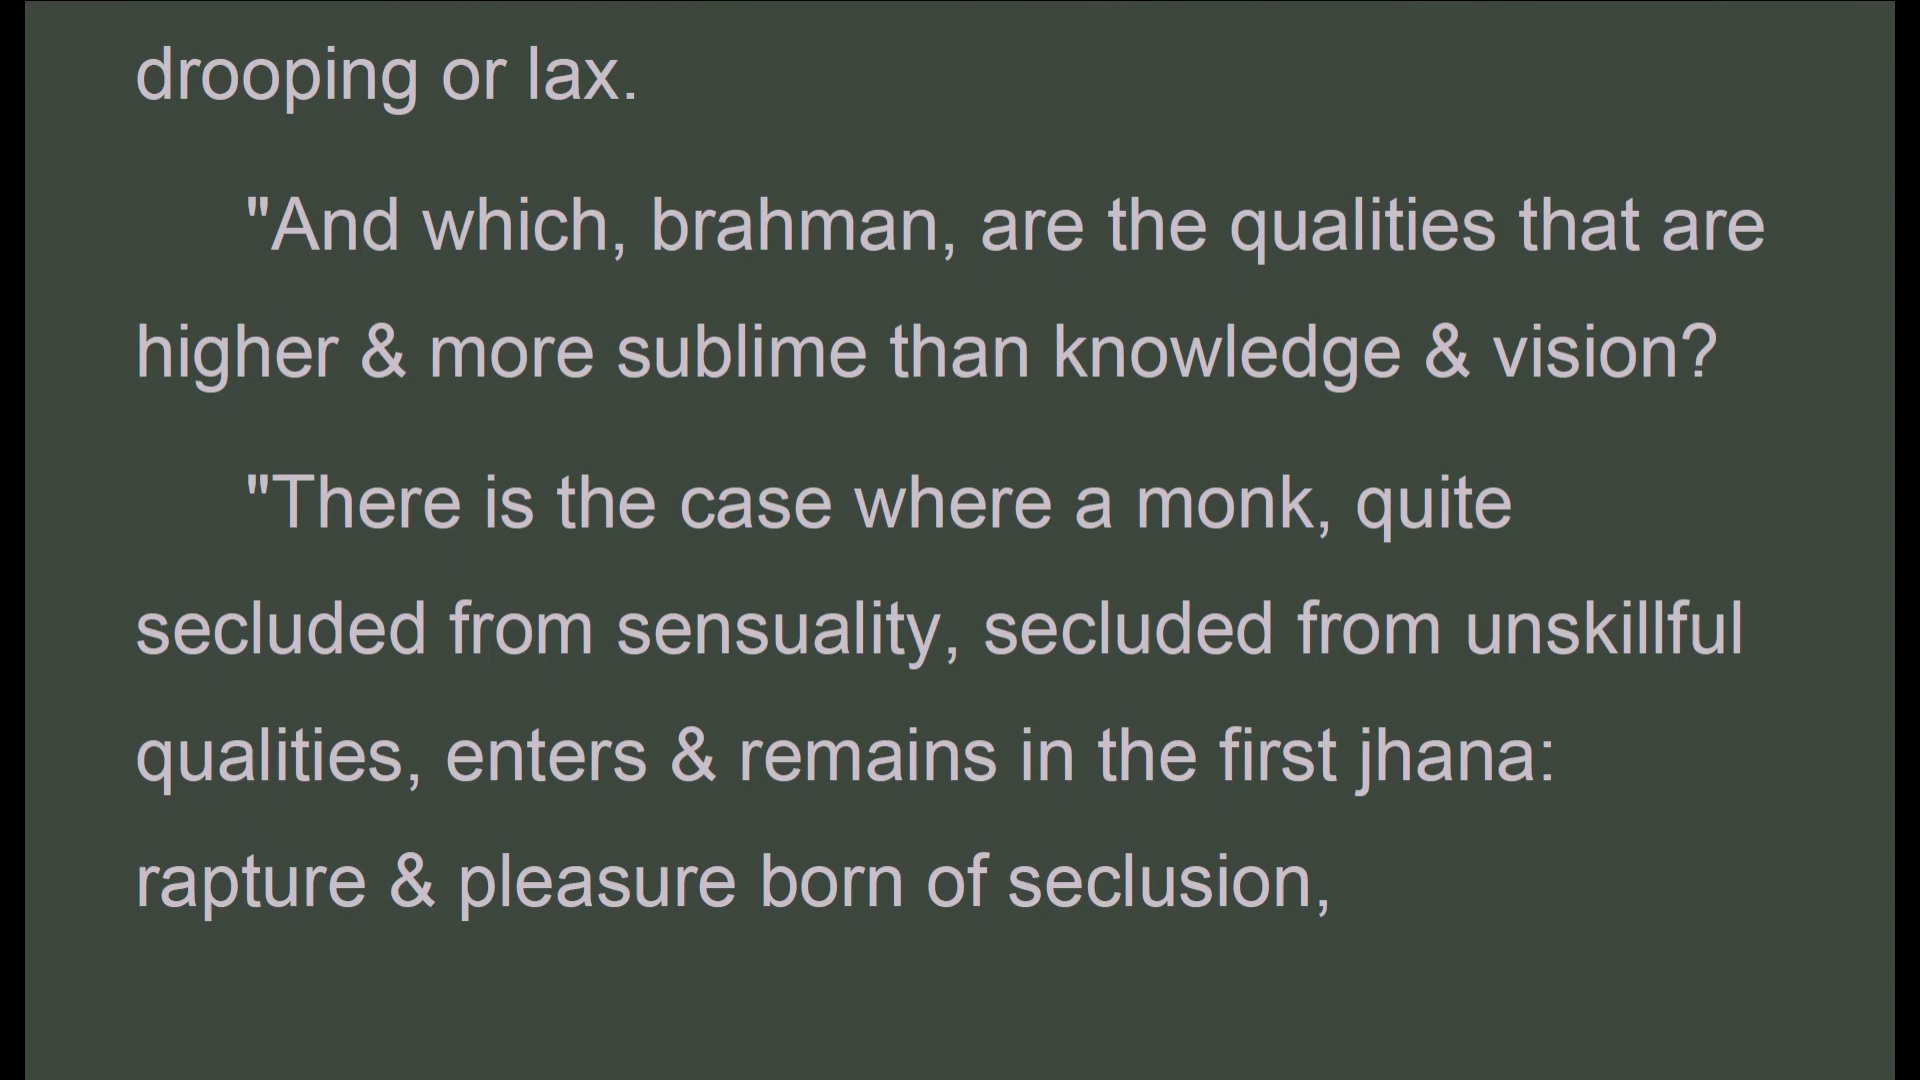 drooping or lax.
"And which, brahman, are the qualities that are
higher & more sublime than knowledge & vision?
"There is the case where a monk, quite
secluded from sensuality, secluded from unskillful
qualities, enters & remains in the first jhana:
rapture & pleasure born of seclusion,